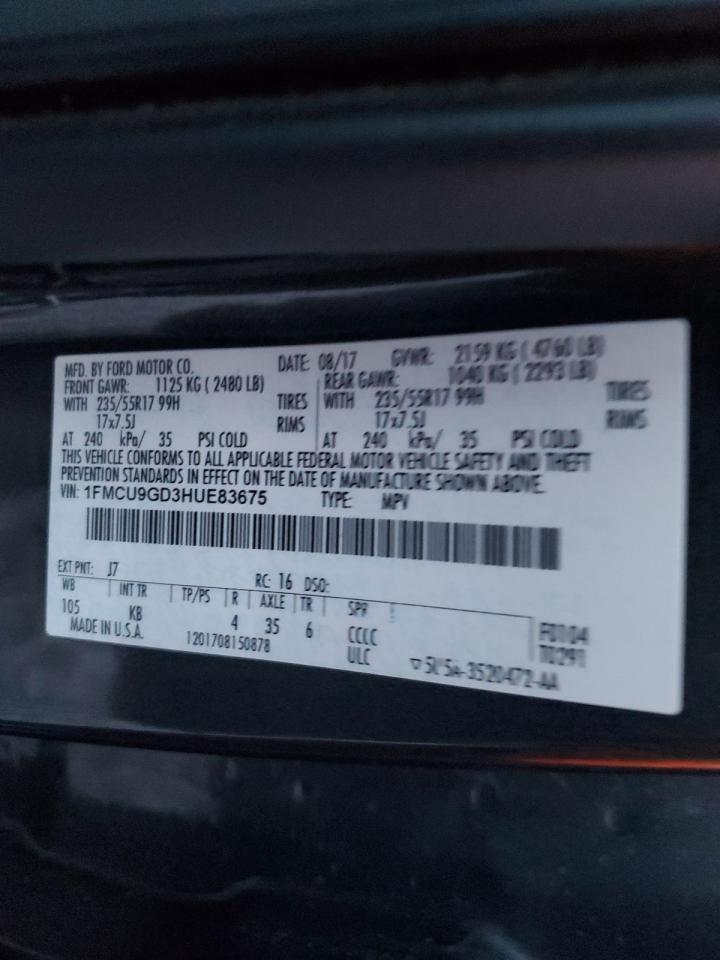 MFD. BY FORD MOTOR CO. DATE: 08/17 GVWR: 2159 KG ( 4760 LB)
FRONT GAWR: 1125 KG ( 2480 LB) REAR GAWR: 1040 KG ( 2293 LB)
WITH 235/55R17 99H TIRES WITH 235/55R17 99H TIRES
17x7.5J RIMS 17x7.5J RIMS
AT 240 kPa/ 35 PSI COLD AT 240 kPa/ 35 PSI COLD
THIS VEHICLE CONFORMS TO ALL APPLICABLE FEDERAL MOTOR VEHICLE SAFETY AND THEFT
PREVENTION STANDARDS IN EFFECT ON THE DATE OF MANUFACTURE SHOWN ABOVE.
VIN: 1FMCU9GD3HUE83675 TYPE: MPV
EXT PNT: J7 RC: 16 DSO:
WB INT TR TP/PS R AXLE TR SPR
105 KB 4 35 6 CCCC F0104
MADE IN U.S.A. 1201708150878 ULC T0291
5U5A-3520472-AA